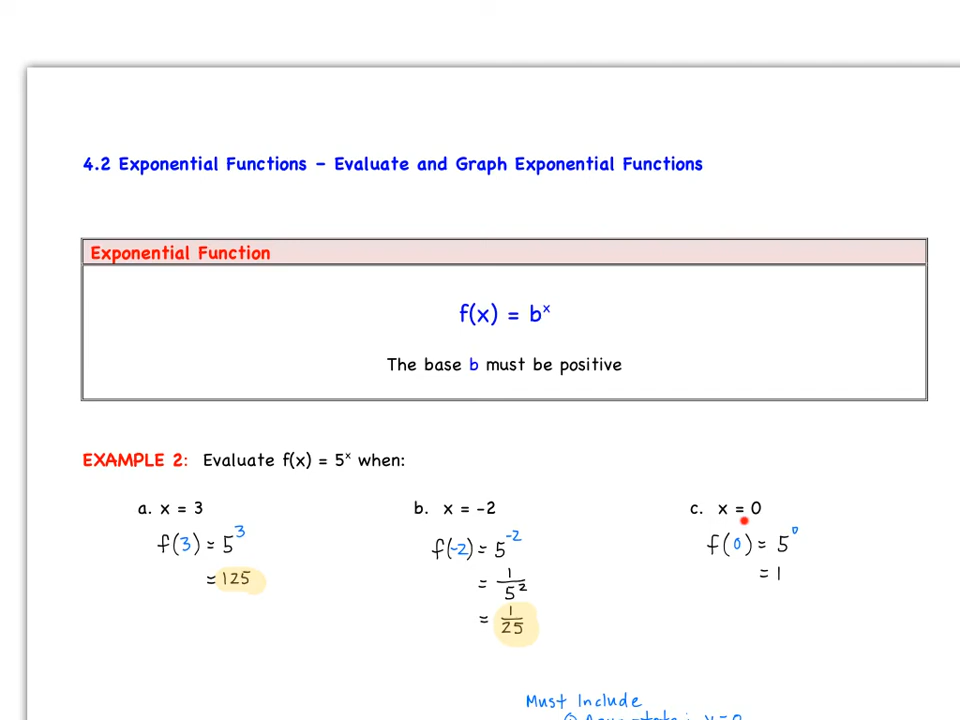 4.2 Exponential Functions – Evaluate and Graph Exponential Functions
Exponential Function
f(x) = bˣ
The base b must be positive
EXAMPLE 2: Evaluate f(x) = 5ˣ when:
a. x = 3
f(3) = 5³
= 125
b. x = -2
f(-2) = 5⁻²
= 1/5²
= 1/25
c. x = 0
f(0) = 5⁰
= 1
Must Include